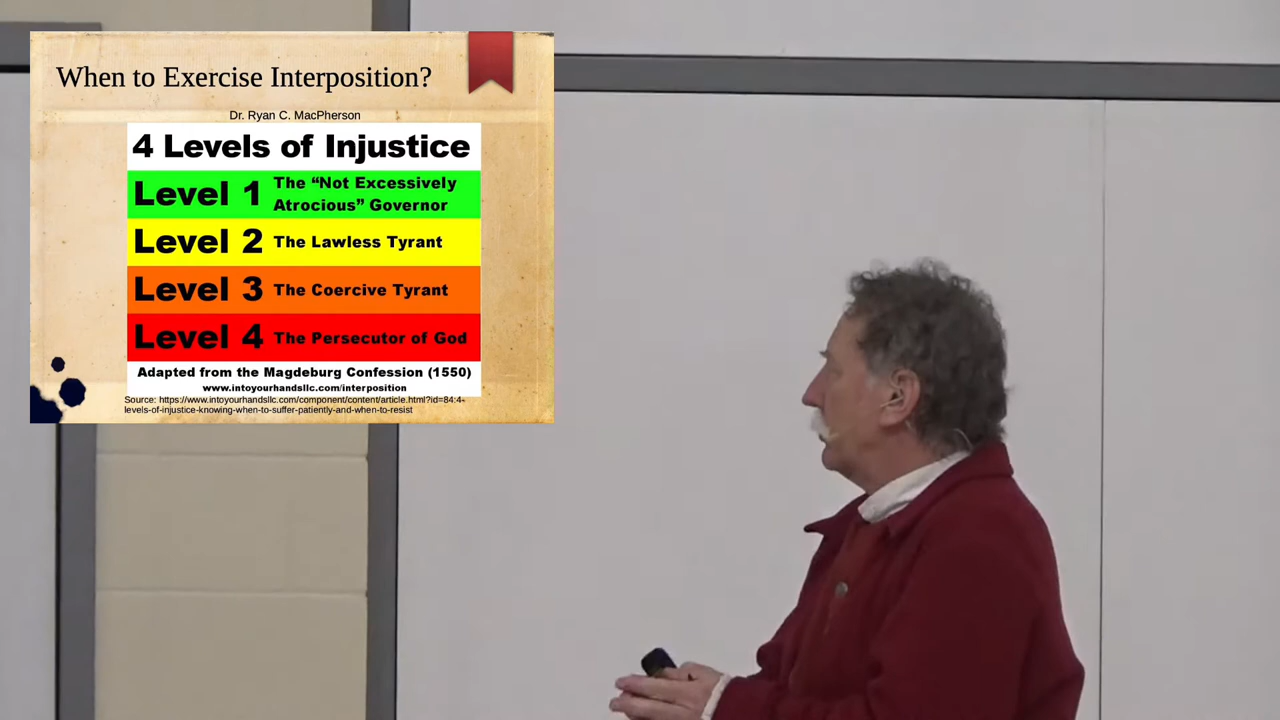 When to Exercise Interposition?
Dr. Ryan C. MacPherson
4 Levels of Injustice
Level 1 The “Not Excessively
Atrocious” Governor
Level 2 The Lawless Tyrant
Level 3 The Coercive Tyrant
Level 4 The Persecutor of God
Adapted from the Magdeburg Confession (1550)
www.intoyourhandsllc.com/interposition
Source: https://www.intoyourhandsllc.com/component/content/article.html?id=84:4-
levels-of-injustice-knowing-when-to-suffer-patiently-and-when-to-resist